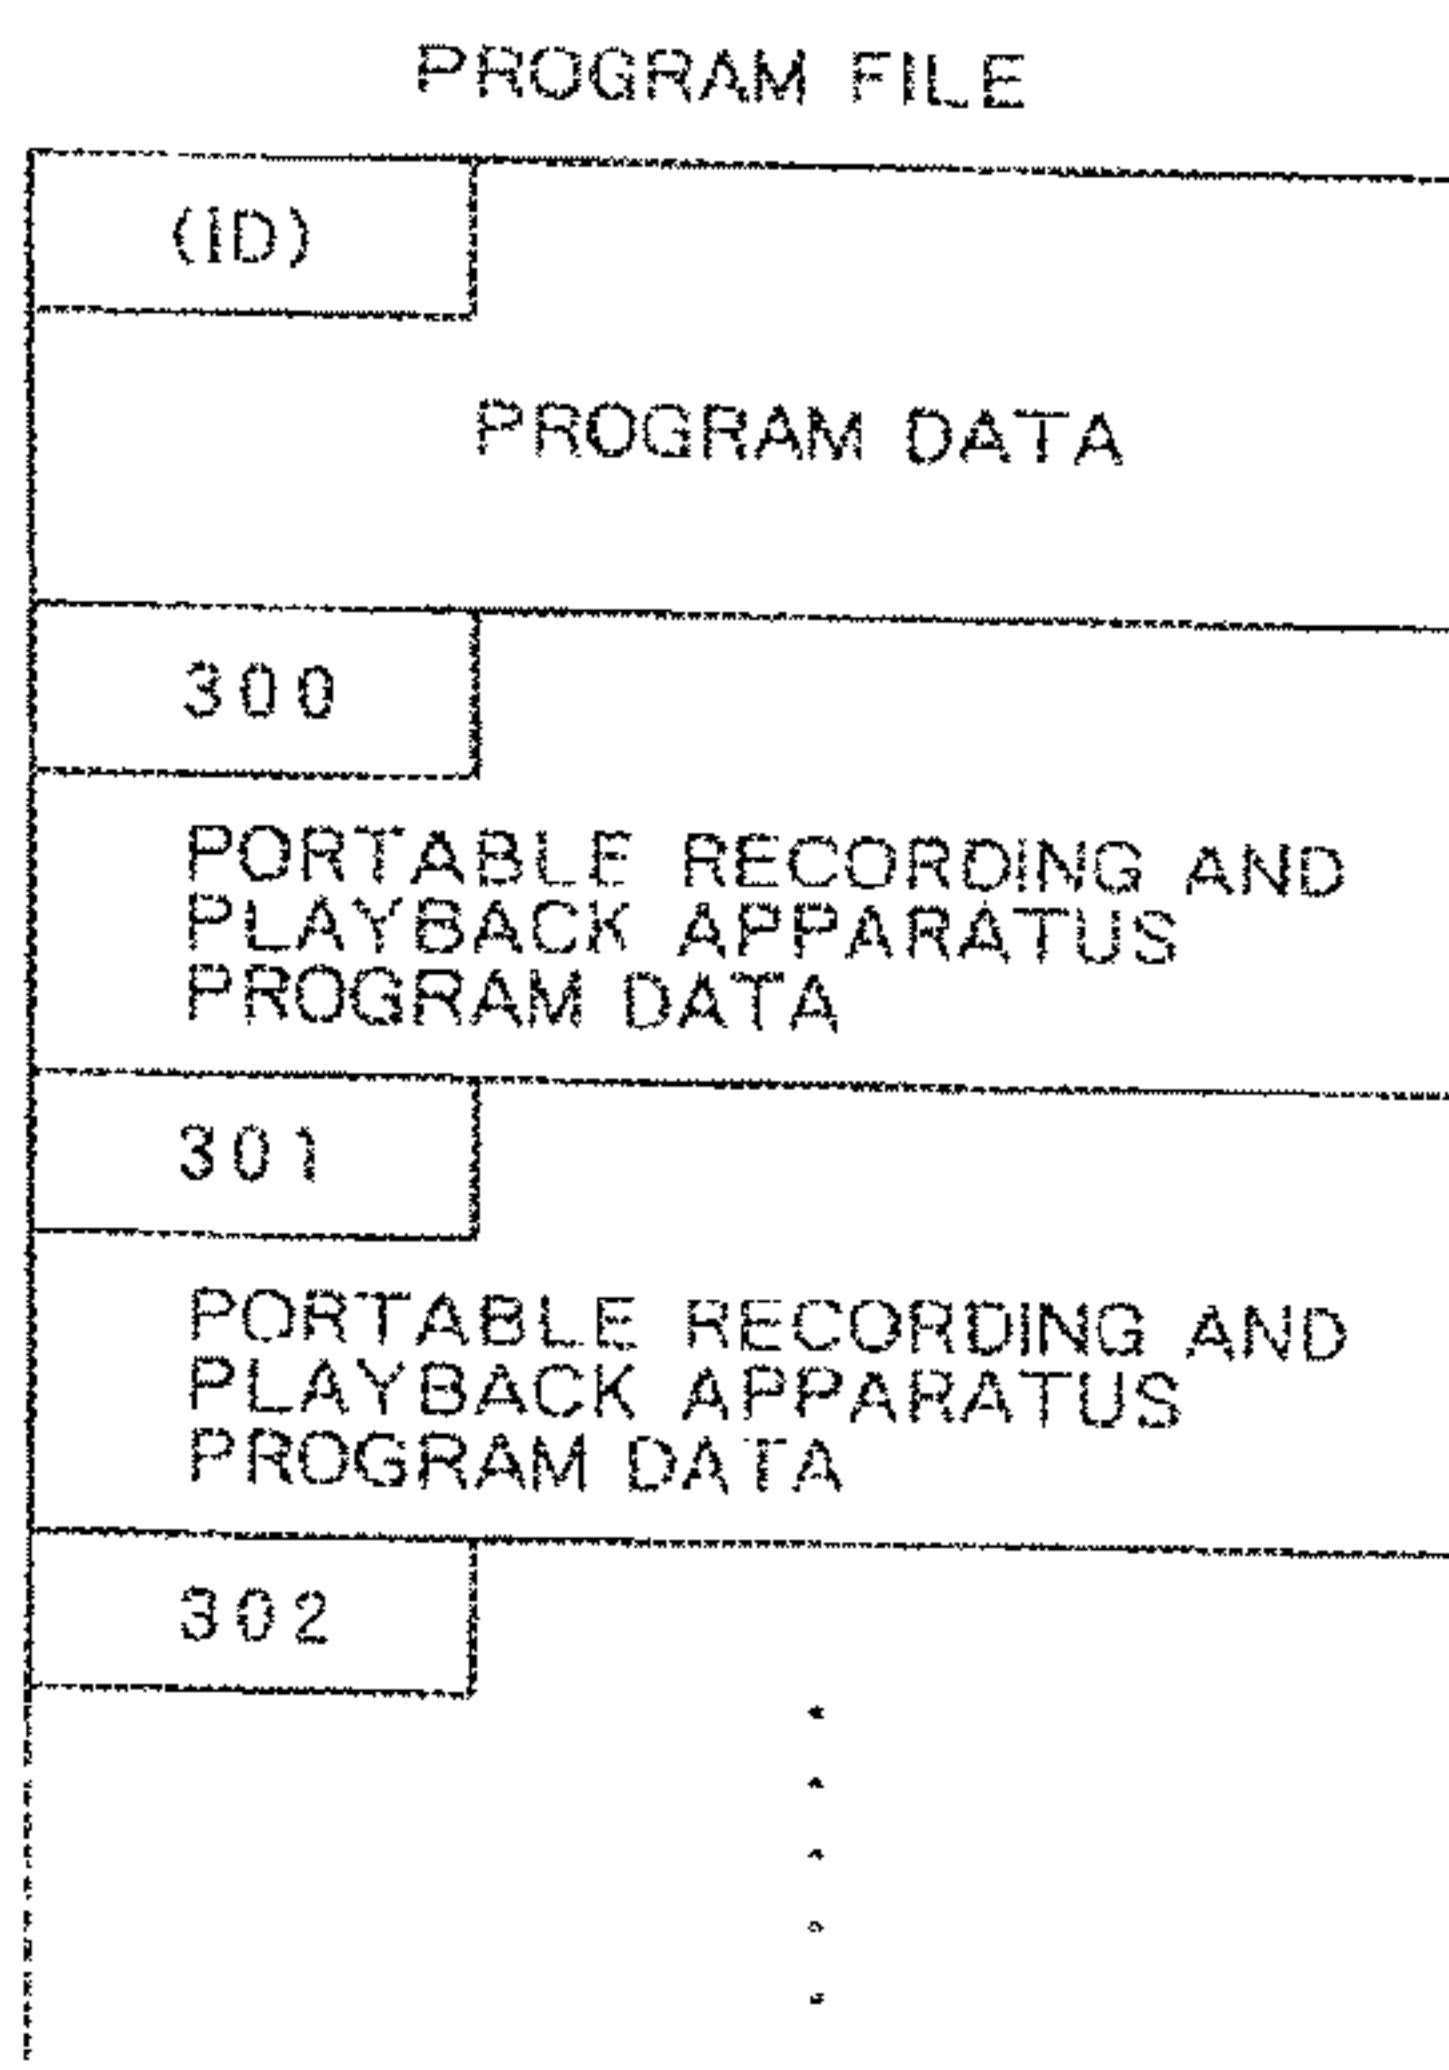 PROGRAM FILE
(ID)
PROGRAM DATA
300
PORTABLE RECORDING AND
PLAYBACK APPARATUS
PROGRAM DATA
301
PORTABLE RECORDING AND
PLAYBACK APPARATUS
PROGRAM DATA
302